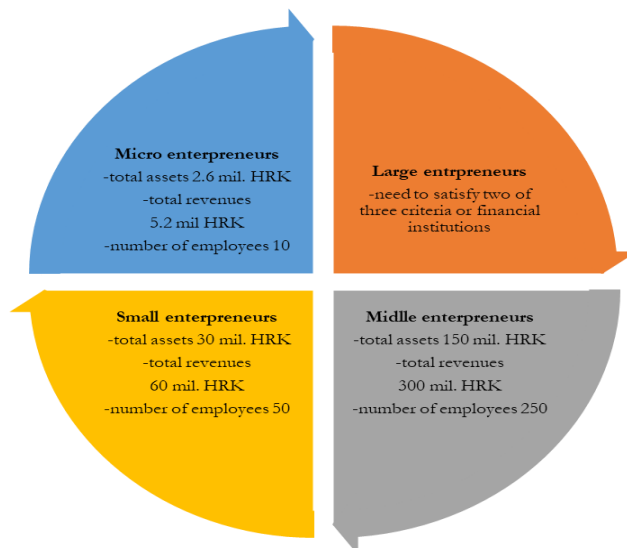 Micro enterpreneurs
-total assets 2.6 mil. HRK
-total revenues
5.2 mil HRK
-number of employees 10
Large entrpreneurs
-need to satisfy two of
three criteria or financial
institutions
Small enterpreneurs
-total assets 30 mil. HRK
-total revenues
60 mil. HRK
-number of employees 50
Midlle enterpreneurs
-total assets 150 mil. HRK
-total revenues
300 mil. HRK
-number of employees 250